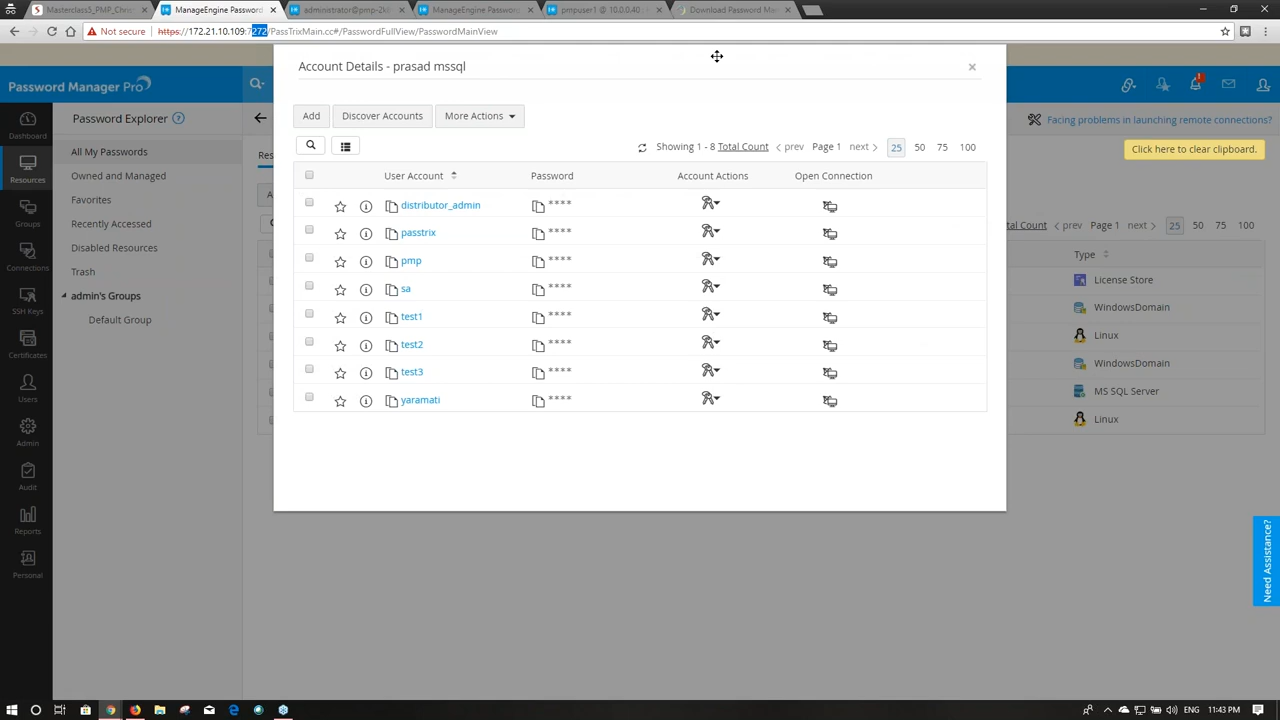 Masterclass5_PMP_Chris
ManageEngine Password
administrator@pmp-2k
ManageEngine Password
pmpuser1 @ 10.0.0.40
Download Password Ma
Not secure https://172.21.10.109:7272/PassTrixMain.cc#/PasswordFullView/PasswordMainView
Account Details - prasad mssql
Password Manager Pro
1
Dashboard
Resources
Groups
Connections
SSH Keys
Certificates
Users
Admin
Audit
Reports
Personal
Password Explorer ?
All My Passwords
Owned and Managed
Favorites
Recently Accessed
Disabled Resources
Trash
admin's Groups
Default Group
Res
A
Add
Discover Accounts
More Actions
Showing 1 - 8 Total Count prev Page 1 next 25 50 75 100
User Account Password Account Actions Open Connection
distributor_admin ****
passtrix ****
pmp ****
sa ****
test1 ****
test2 ****
test3 ****
yaramati ****
Facing problems in launching remote connections?
Click here to clear clipboard.
tal Count prev Page 1 next 25 50 75 100
Type
License Store
WindowsDomain
Linux
WindowsDomain
MS SQL Server
Linux
Need Assistance?
ENG 11:43 PM